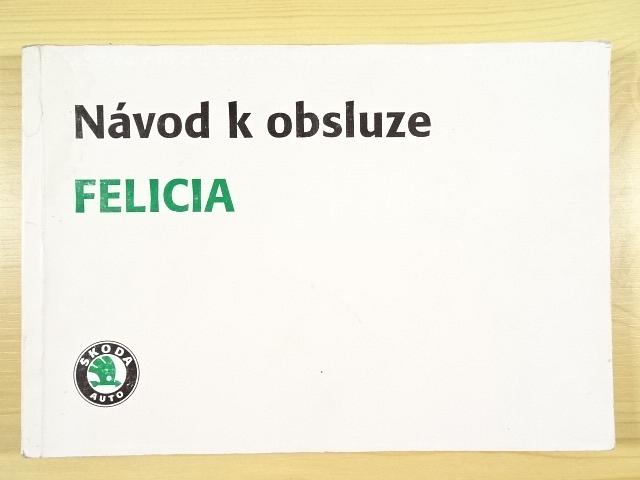 Návod k obsluze
FELICIA
ŠKODA
AUTO